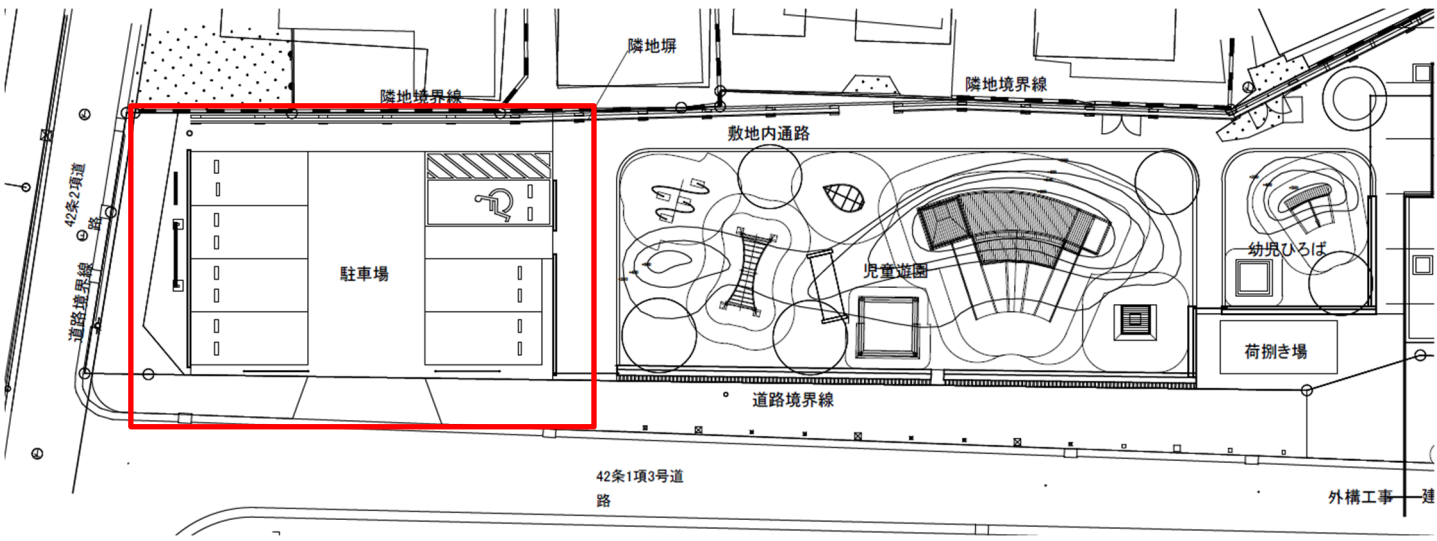 隣地塀
隣地境界線
隣地境界線
敷地内通路
42条2項道
路
道路境界線
駐車場
児童遊園
幼児ひろば
荷捌き場
道路境界線
42条1項3号道
路
外構工事
建